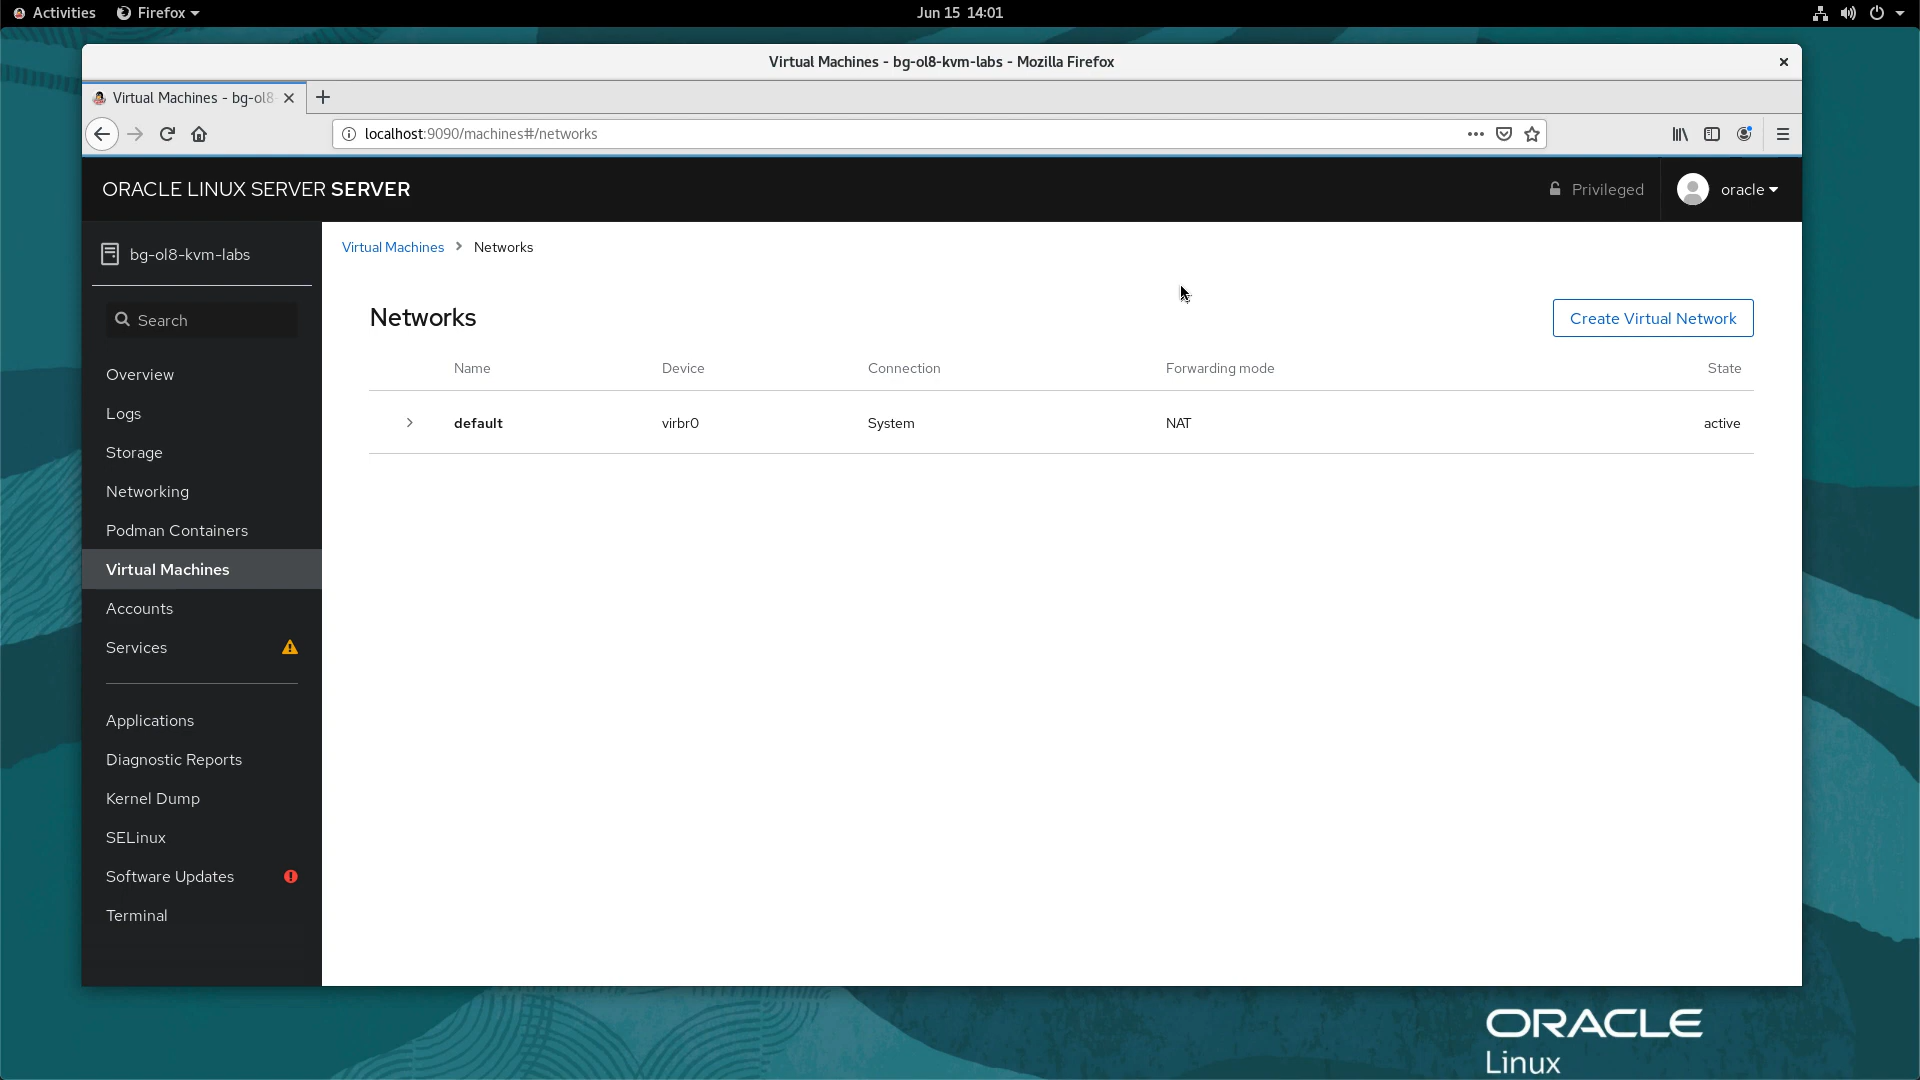 Activities Firefox Jun 15 14:01
Virtual Machines - bg-ol8-kvm-labs - Mozilla Firefox
Virtual Machines - bg-ol8-
localhost:9090/machines#/networks
ORACLE LINUX SERVER SERVER Privileged oracle
bg-ol8-kvm-labs
Search
Overview
Logs
Storage
Networking
Podman Containers
Virtual Machines
Accounts
Services
Applications
Diagnostic Reports
Kernel Dump
SELinux
Software Updates
Terminal
Virtual Machines > Networks
Networks Create Virtual Network
Name Device Connection Forwarding mode State
default virbr0 System NAT active
ORACLE
Linux